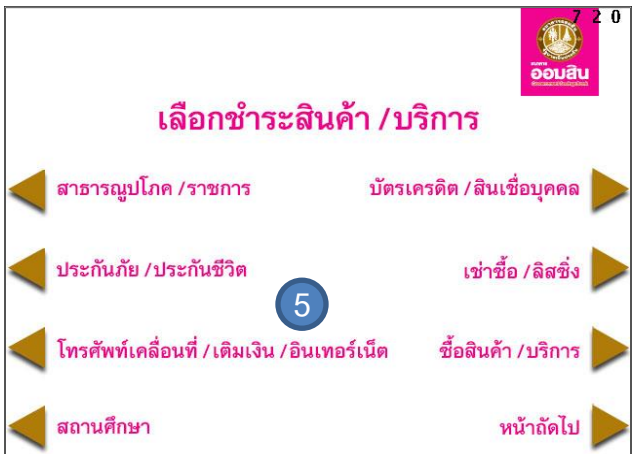 720
ออมสิน
เลือกชำระสินค้า /บริการ
สาธารณูปโภค /ราชการ
บัตรเครดิต /สินเชื่อบุคคล
ประกันภัย /ประกันชีวิต
เช่าซื้อ /ลิสซิ่ง
5
โทรศัพท์เคลื่อนที่ /เติมเงิน /อินเทอร์เน็ต
ซื้อสินค้า /บริการ
สถานศึกษา
หน้าถัดไป